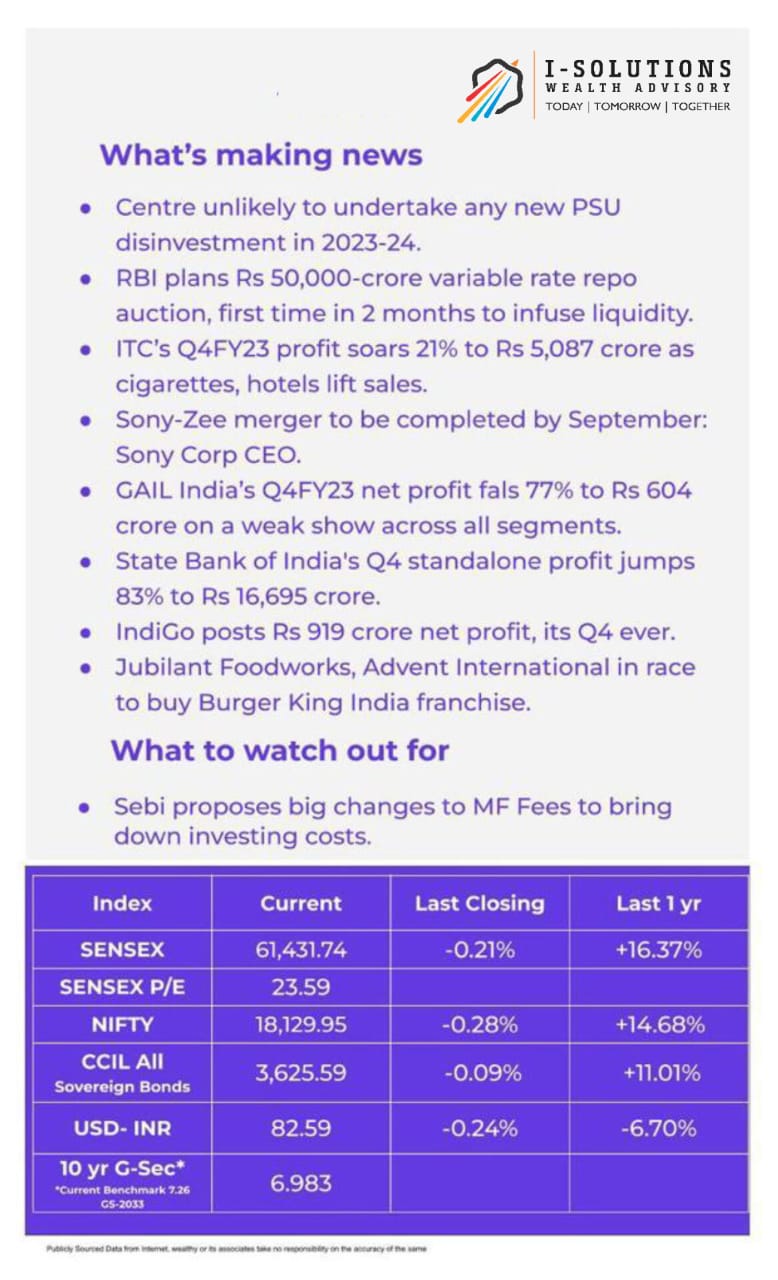 I-SOLUTIONS
WEALTH ADVISORY
TODAY | TOMORROW | TOGETHER
What's making news
• Centre unlikely to undertake any new PSU
disinvestment in 2023-24.
• RBI plans Rs 50,000-crore variable rate repo
auction, first time in 2 months to infuse liquidity.
• ITC's Q4FY23 profit soars 21% to Rs 5,087 crore as
cigarettes, hotels lift sales.
• Sony-Zee merger to be completed by September:
Sony Corp CEO.
• GAIL India's Q4FY23 net profit fals 77% to Rs 604
crore on a weak show across all segments.
• State Bank of India's Q4 standalone profit jumps
83% to Rs 16,695 crore.
• IndiGo posts Rs 919 crore net profit, its Q4 ever.
• Jubilant Foodworks, Advent International in race
to buy Burger King India franchise.
What to watch out for
• Sebi proposes big changes to MF Fees to bring
down investing costs.
Index Current Last Closing Last 1 yr
SENSEX 61,431.74 -0.21% +16.37%
SENSEX P/E 23.59
NIFTY 18,129.95 -0.28% +14.68%
CCIL All
Sovereign Bonds 3,625.59 -0.09% +11.01%
USD- INR 82.59 -0.24% -6.70%
10 yr G-Sec* 6.983
*Current Benchmark 7.26
GS-2033
Publicly Sourced Data from Internet, wealthy or its associates take no responsibility on the accuracy of the same